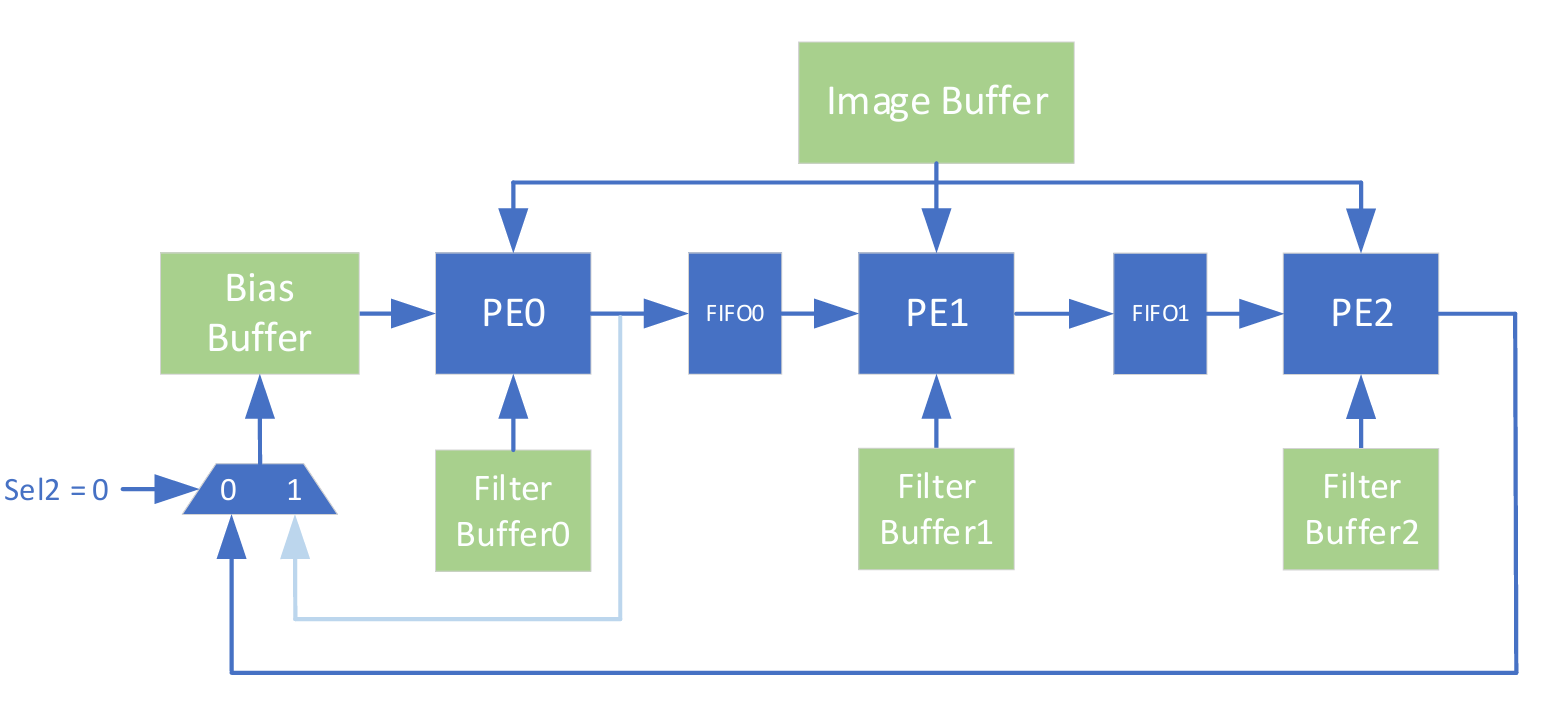 Image Buffer
Bias
Buffer
PE0
FIFO0
PE1
FIFO1
PE2
Sel2 = 0
0 1
Filter
Buffer0
Filter
Buffer1
Filter
Buffer2